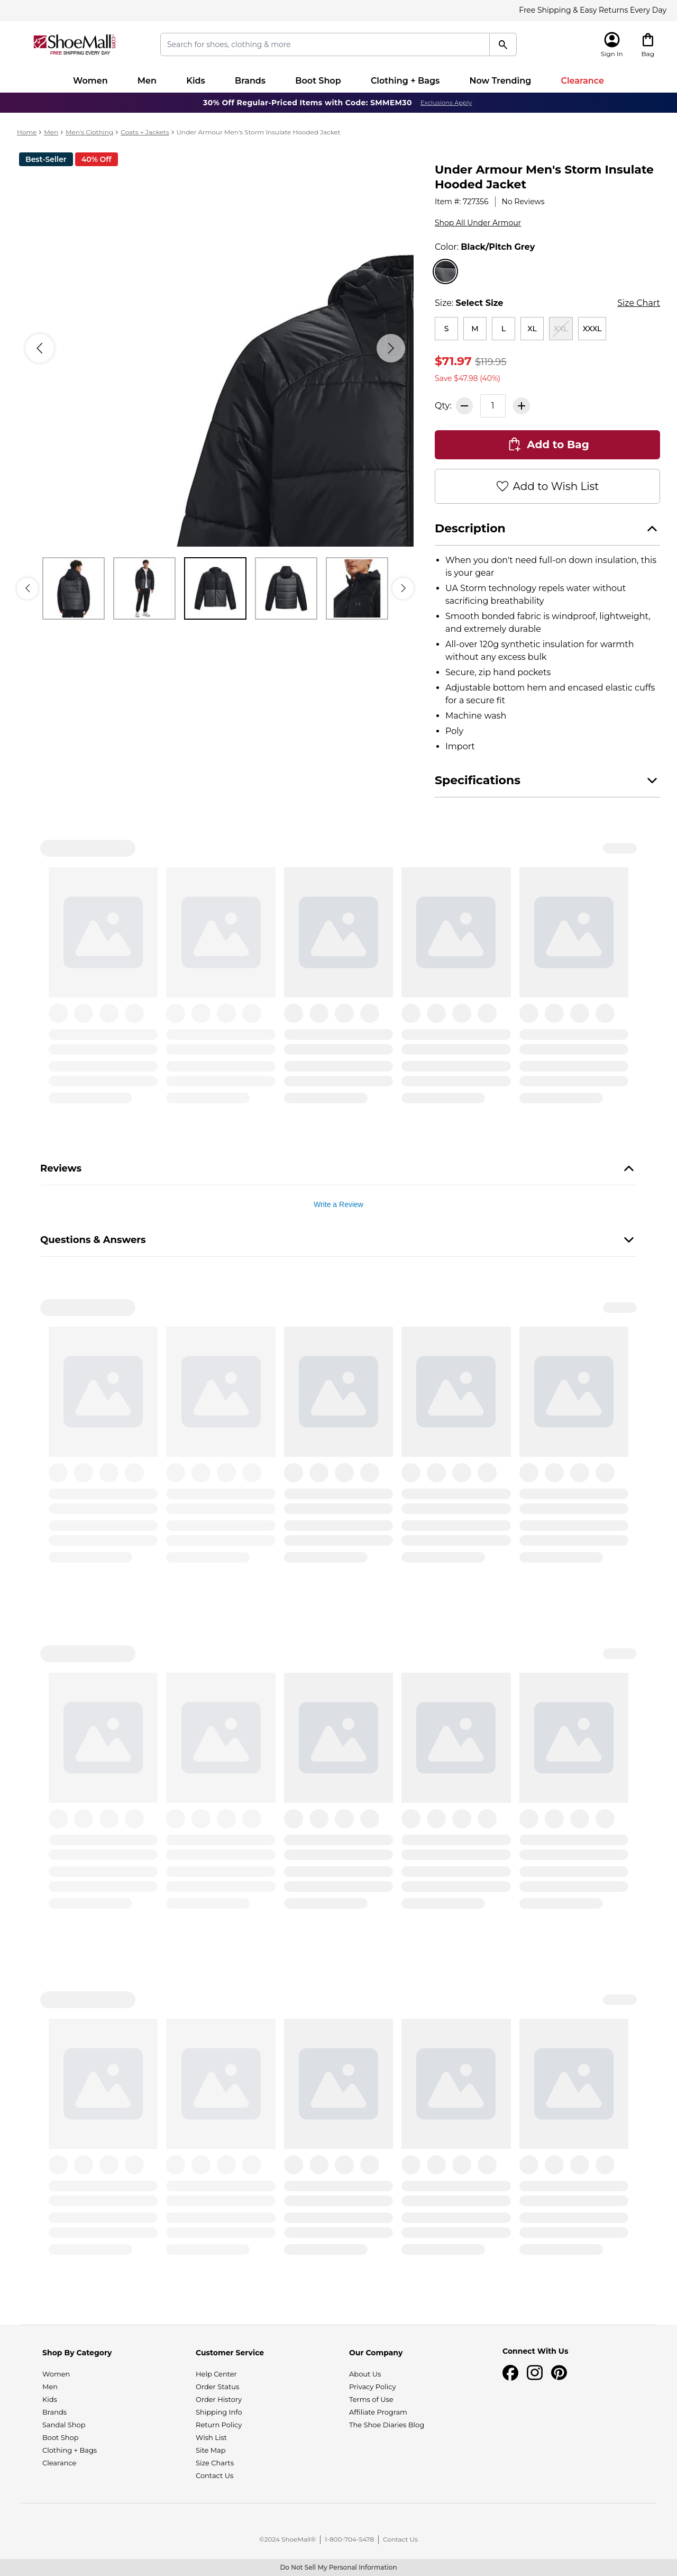 Free Shipping & Easy Returns Every Day
ShoeMall.com
FREE SHIPPING EVERY DAY
Search for shoes, clothing & more
Sign In
Bag
Women Men Kids Brands Boot Shop Clothing + Bags Now Trending Clearance
30% Off Regular-Priced Items with Code: SMMEM30 Exclusions Apply
Home > Men > Men's Clothing > Coats + Jackets > Under Armour Men's Storm Insulate Hooded Jacket
Best-Seller 40% Off
Under Armour Men's Storm Insulate
Hooded Jacket
Item #: 727356 | No Reviews
Shop All Under Armour
Color: Black/Pitch Grey
Size: Select Size Size Chart
S M L XL XXL XXXL
$71.97 $119.95
Save $47.98 (40%)
Qty: 1
Add to Bag
Add to Wish List
Description
• When you don't need full-on down insulation, this
is your gear
• UA Storm technology repels water without
sacrificing breathability
• Smooth bonded fabric is windproof, lightweight,
and extremely durable
• All-over 120g synthetic insulation for warmth
without any excess bulk
• Secure, zip hand pockets
• Adjustable bottom hem and encased elastic cuffs
for a secure fit
• Machine wash
• Poly
• Import
Specifications
Reviews
Write a Review
Questions & Answers
Shop By Category
Women
Men
Kids
Brands
Sandal Shop
Boot Shop
Clothing + Bags
Clearance
Customer Service
Help Center
Order Status
Order History
Shipping Info
Return Policy
Wish List
Site Map
Size Charts
Contact Us
Our Company
About Us
Privacy Policy
Terms of Use
Affiliate Program
The Shoe Diaries Blog
Connect With Us
©2024 ShoeMall® | 1-800-704-5478 | Contact Us
Do Not Sell My Personal Information